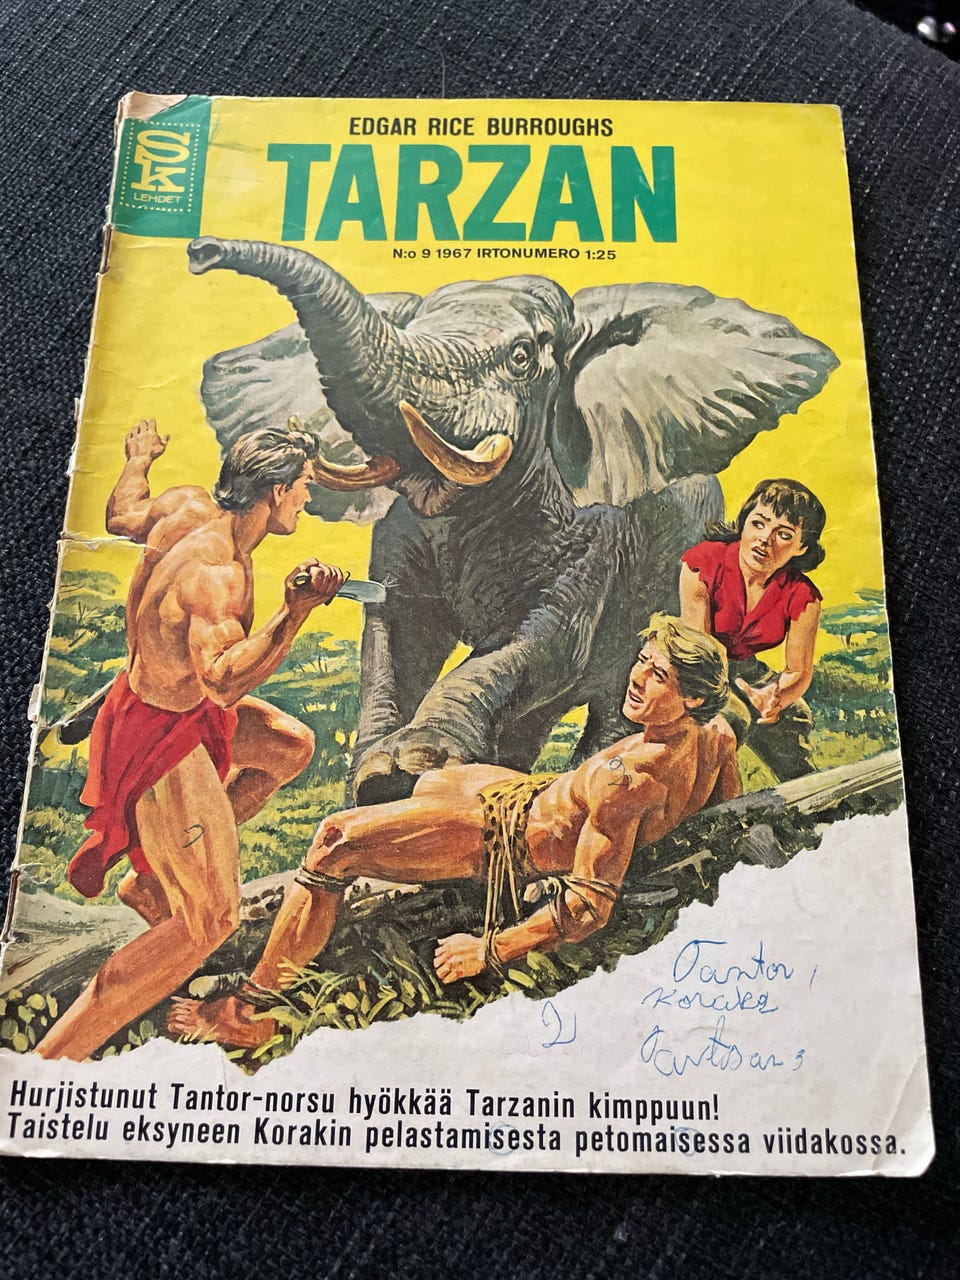 SK
LEHDET
EDGAR RICE BURROUGHS
TARZAN
N:o 9 1967 IRTONUMERO 1:25
Tantor,
Hurjistunut Tantor-norsu hyökkää Tarzanin kimppuun!
Taistelu eksyneen Korakin pelastamisesta petomaisessa viidakossa.